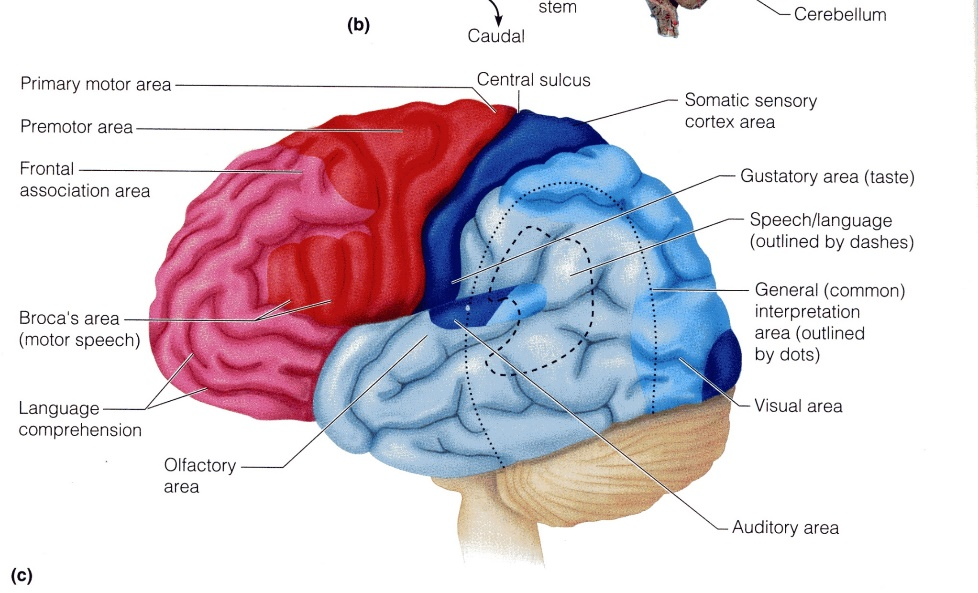 stem
Cerebellum
(b)
Caudal
Primary motor area
Central sulcus
Somatic sensory
cortex area
Premotor area
Frontal
association area
Gustatory area (taste)
Speech/language
(outlined by dashes)
General (common)
interpretation
area (outlined
by dots)
Broca's area
(motor speech)
Language
comprehension
Visual area
Olfactory
area
Auditory area
(c)